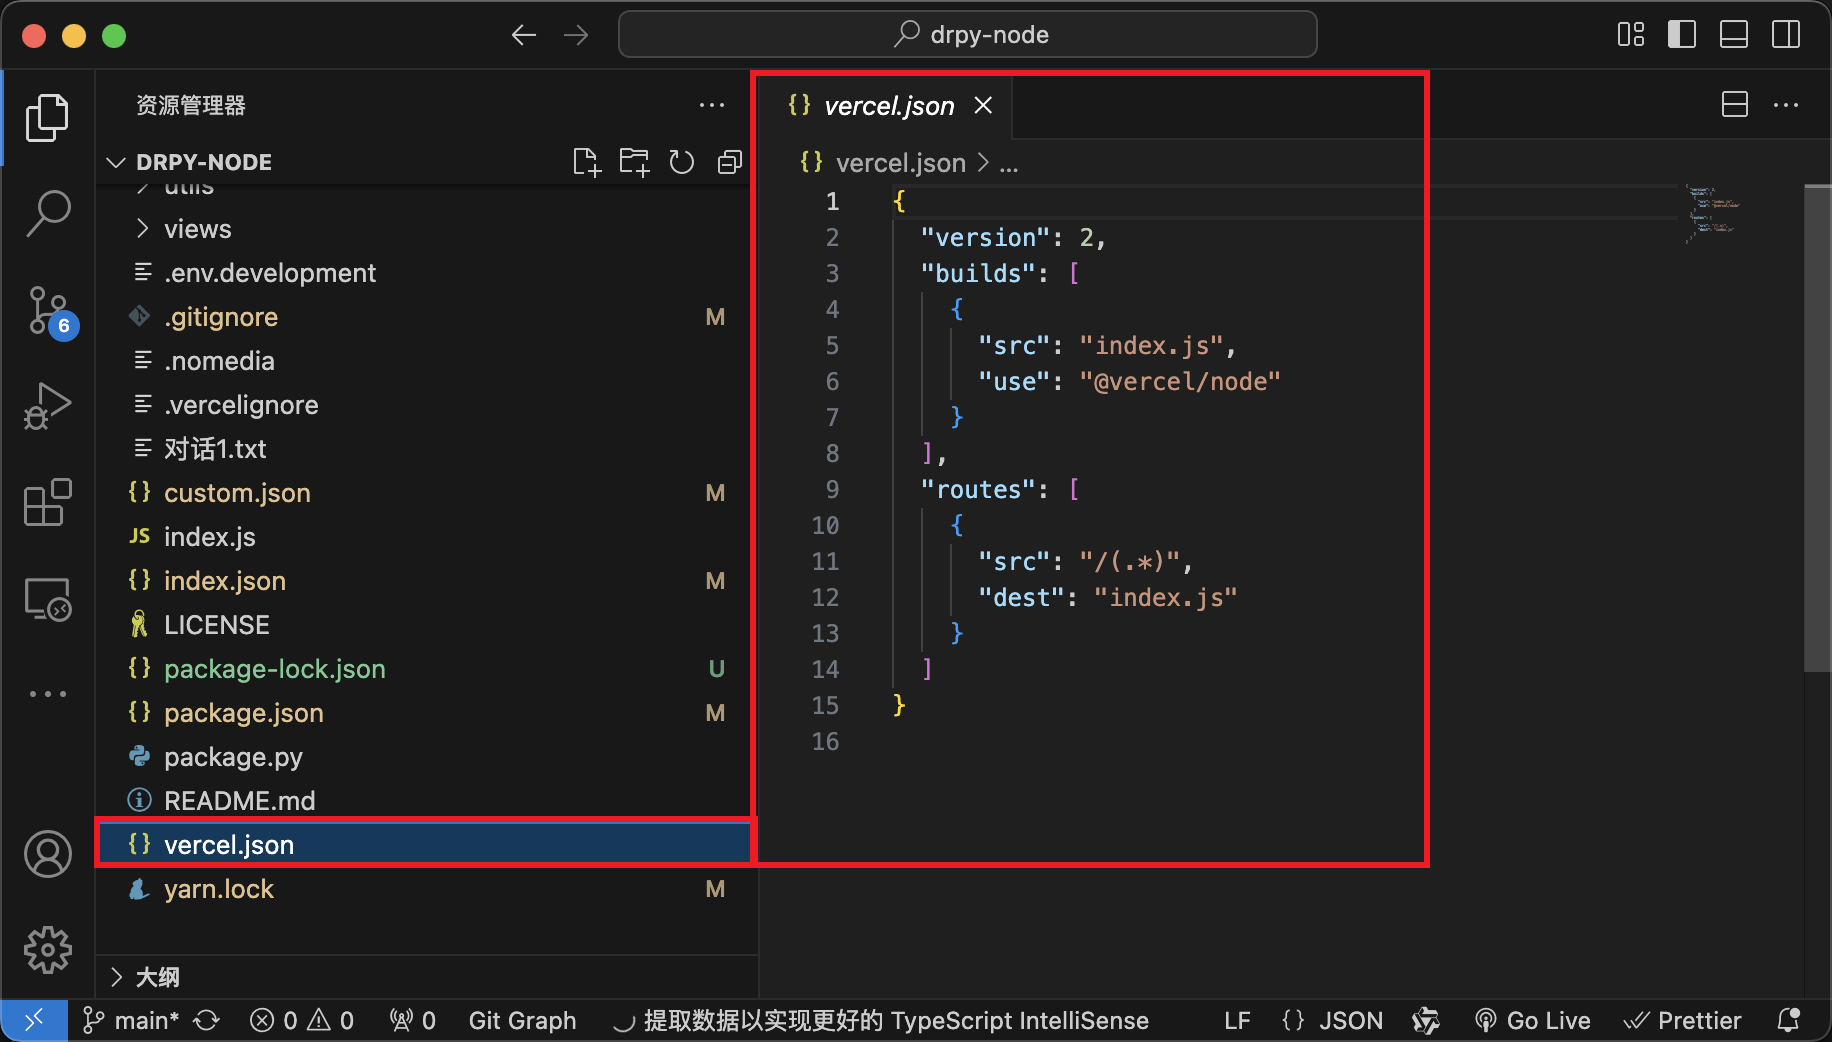 drpy-node
资源管理器
DRPY-NODE
utils
views
.env.development
.gitignore M
.nomedia
.vercelignore
对话1.txt
{} custom.json M
JS index.js
{} index.json M
LICENSE
{} package-lock.json U
{} package.json M
package.py
README.md
{} vercel.json
yarn.lock M
大纲
6
{} vercel.json
{} vercel.json > ...
1 {
2 "version": 2,
3 "builds": [
4 {
5 "src": "index.js",
6 "use": "@vercel/node"
7 }
8 ],
9 "routes": [
10 {
11 "src": "/(.*)",
12 "dest": "index.js"
13 }
14 ]
15 }
16
main* 0 0 0 Git Graph 提取数据以实现更好的 TypeScript IntelliSense LF {} JSON Go Live Prettier